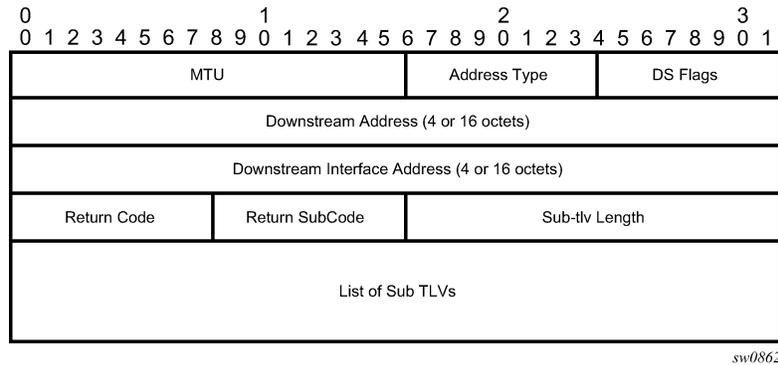 0 1 2 3
0 1 2 3 4 5 6 7 8 9 0 1 2 3 4 5 6 7 8 9 0 1 2 3 4 5 6 7 8 9 0 1
MTU Address Type DS Flags
Downstream Address (4 or 16 octets)
Downstream Interface Address (4 or 16 octets)
Return Code Return SubCode Sub-tlv Length
List of Sub TLVs
sw0862